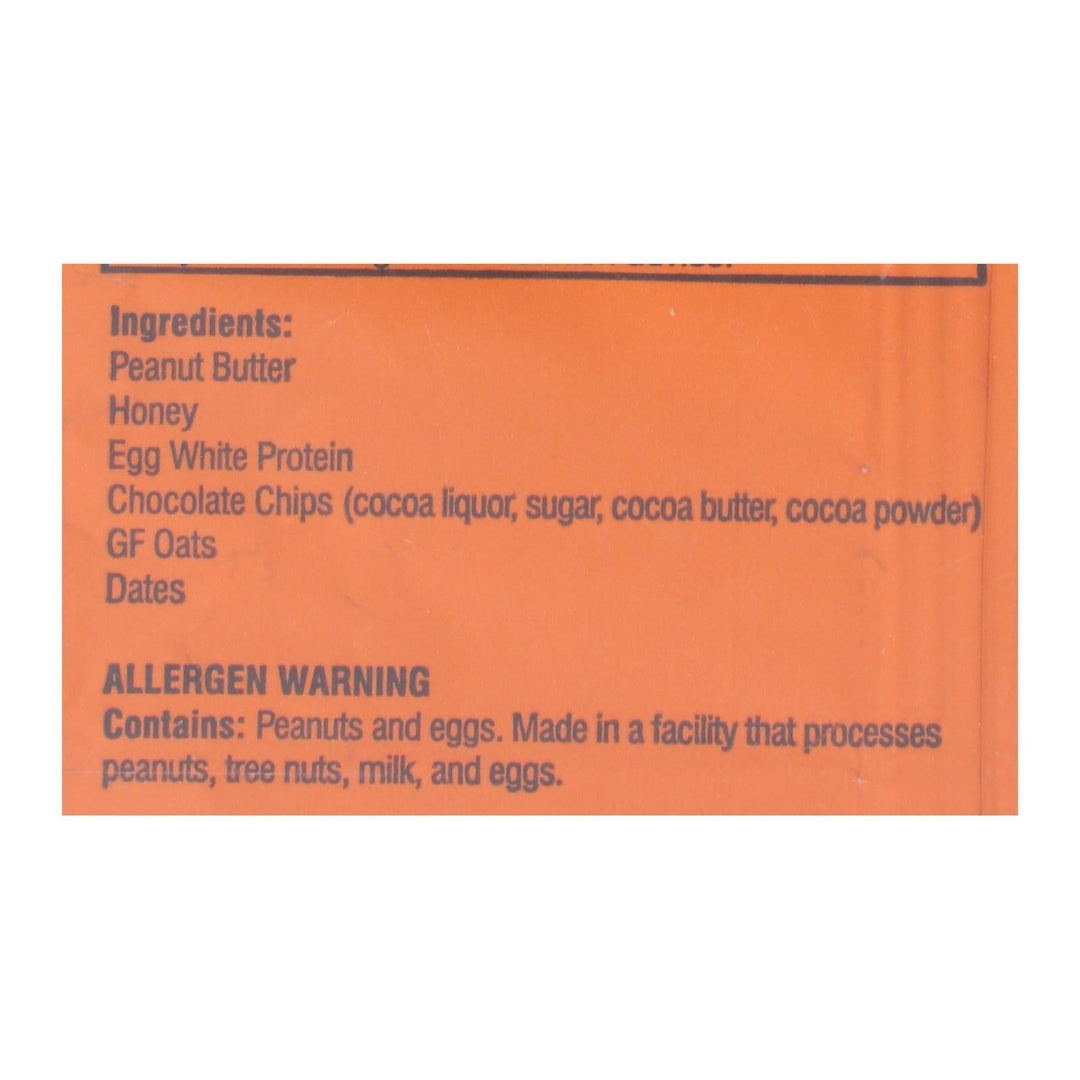 Ingredients:
Peanut Butter
Honey
Egg White Protein
Chocolate Chips (cocoa liquor, sugar, cocoa butter, cocoa powder)
GF Oats
Dates
ALLERGEN WARNING
Contains: Peanuts and eggs. Made in a facility that processes
peanuts, tree nuts, milk, and eggs.